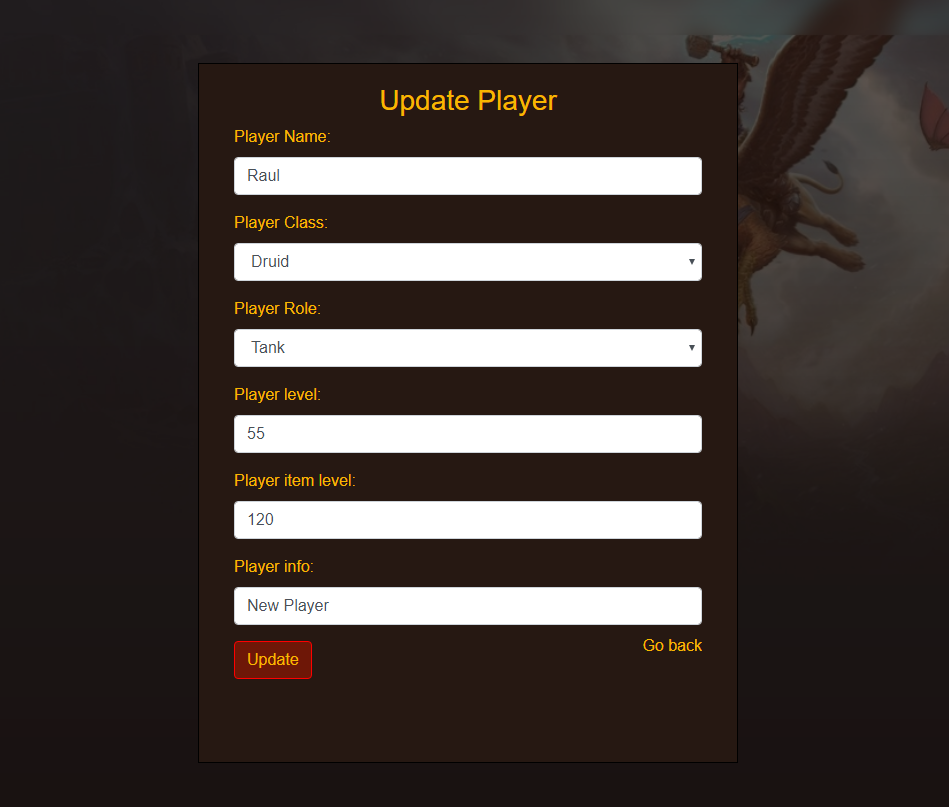 Update Player
Player Name:
Raul
Player Class:
Druid
Player Role:
Tank
Player level:
55
Player item level:
120
Player info:
New Player
Update
Go back